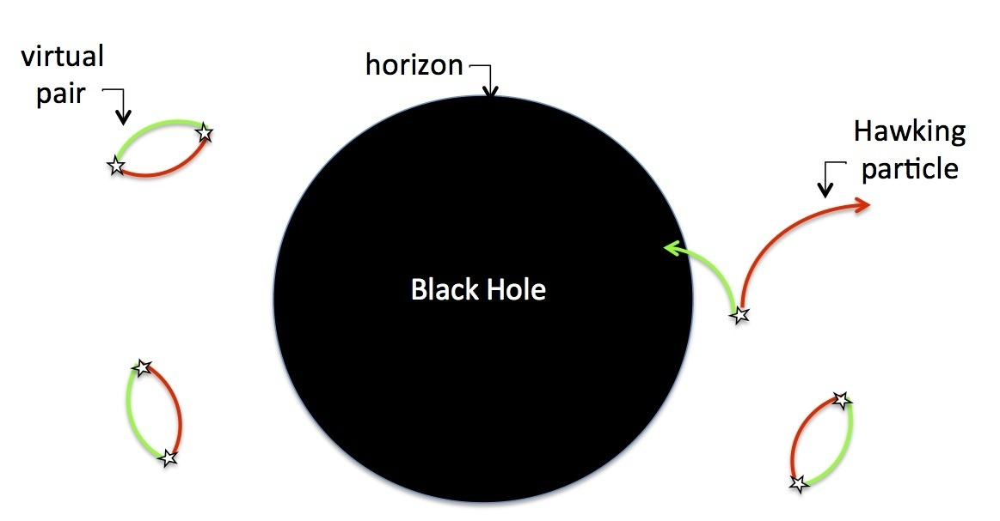 virtual
pair
horizon
Hawking
particle
Black Hole